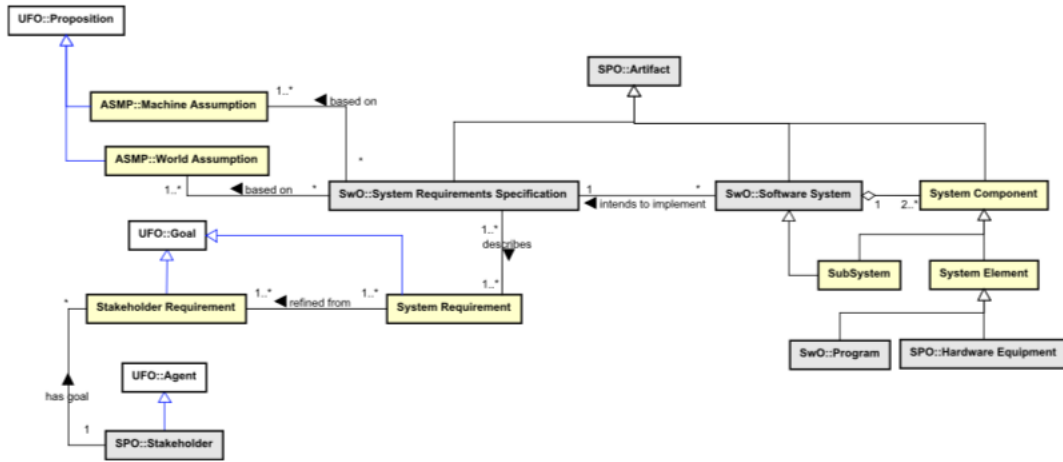 UFO::Proposition
SPO::Artifact
ASMP::Machine Assumption
1..*
based on
ASMP::World Assumption
*
1..*
based on
*
SwO::System Requirements Specification
1
intends to implement
*
SwO::Software System
1
2..*
System Component
UFO::Goal
1..*
describes
1..*
SubSystem
System Element
*
Stakeholder Requirement
1..*
refined from
1..*
System Requirement
SwO::Program
SPO::Hardware Equipment
UFO::Agent
has goal
1
SPO::Stakeholder